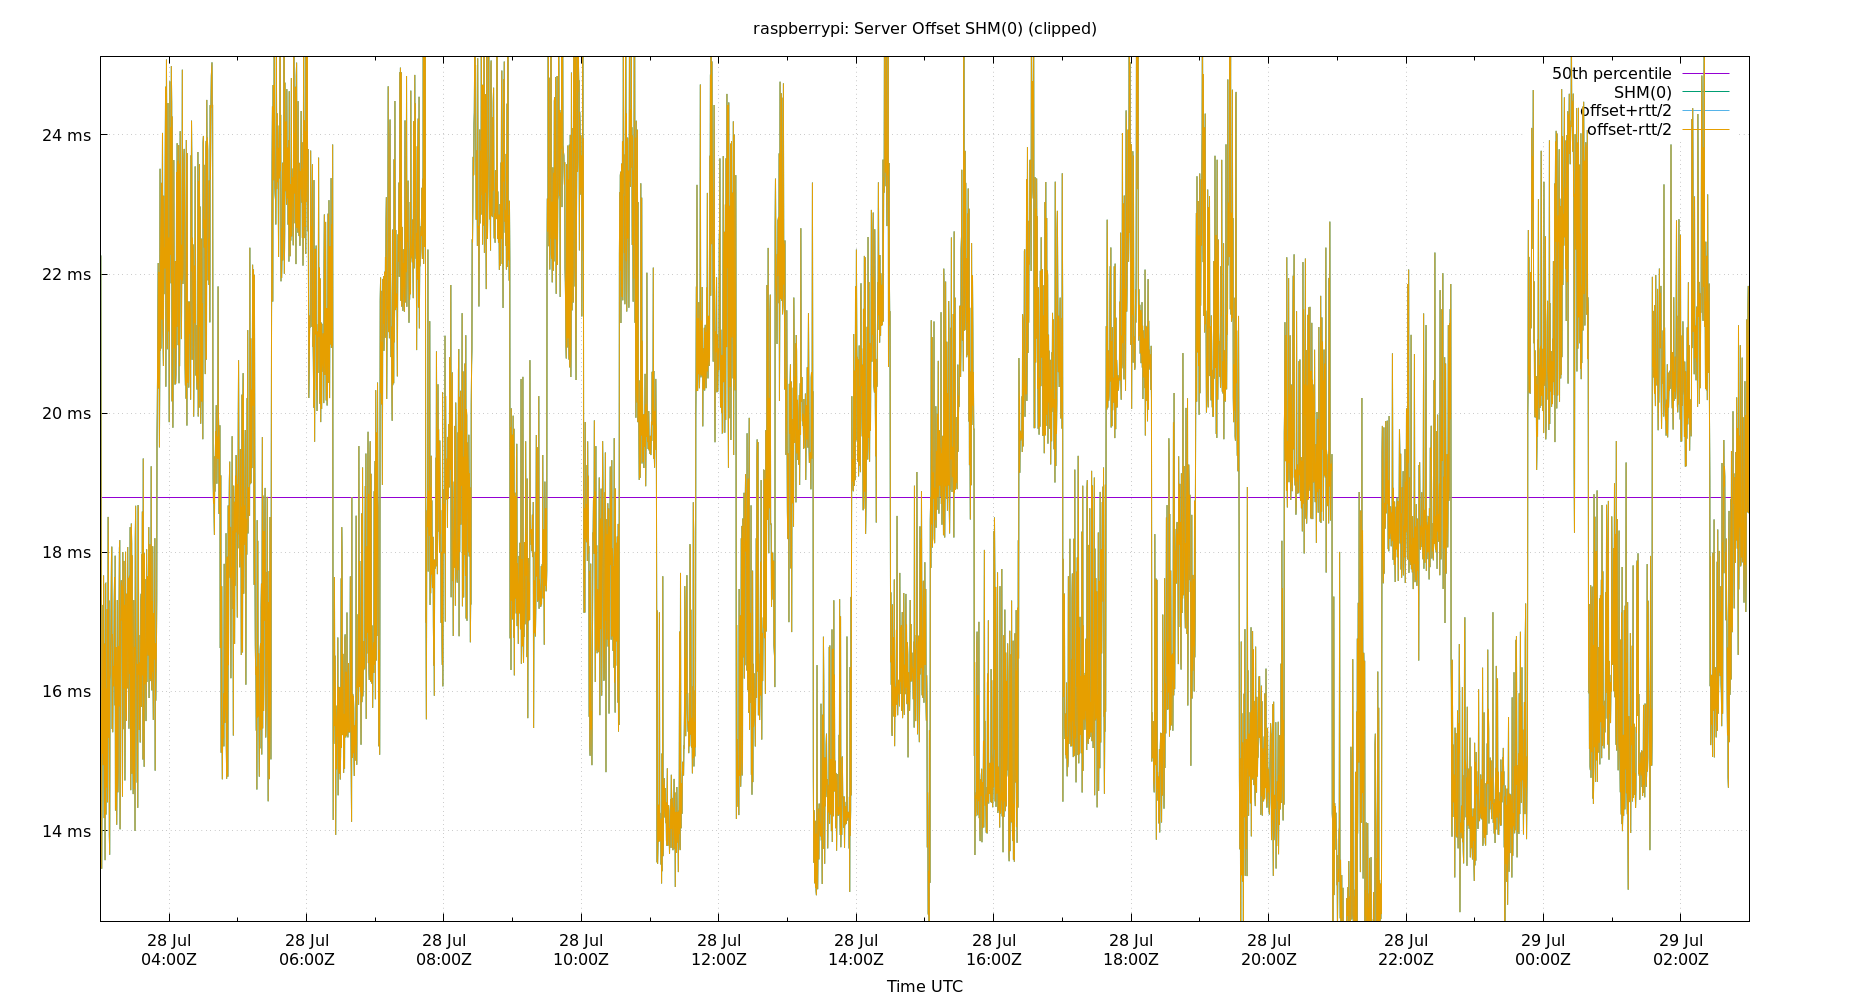 raspberrypi: Server Offset SHM(0) (clipped)
50th percentile
SHM(0)
offset+rtt/2
offset-rtt/2
24 ms
22 ms
20 ms
18 ms
16 ms
14 ms
28 Jul 28 Jul 28 Jul 28 Jul 28 Jul 28 Jul 28 Jul 28 Jul 28 Jul 28 Jul 29 Jul 29 Jul
04:00Z 06:00Z 08:00Z 10:00Z 12:00Z 14:00Z 16:00Z 18:00Z 20:00Z 22:00Z 00:00Z 02:00Z
Time UTC